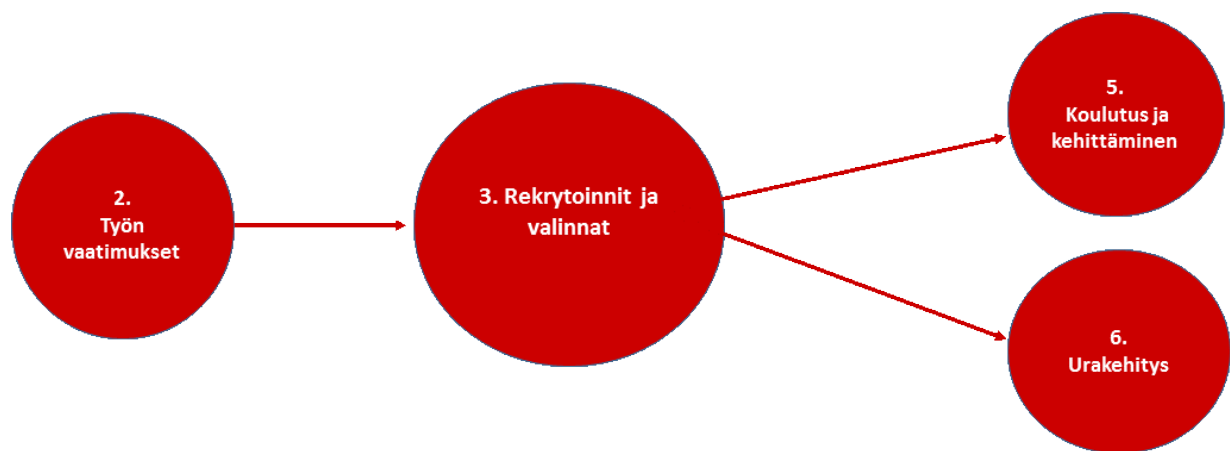 2.
Työn
vaatimukset
3. Rekrytoinnit ja
valinnat
5.
Koulutus ja
kehittäminen
6.
Urakehitys